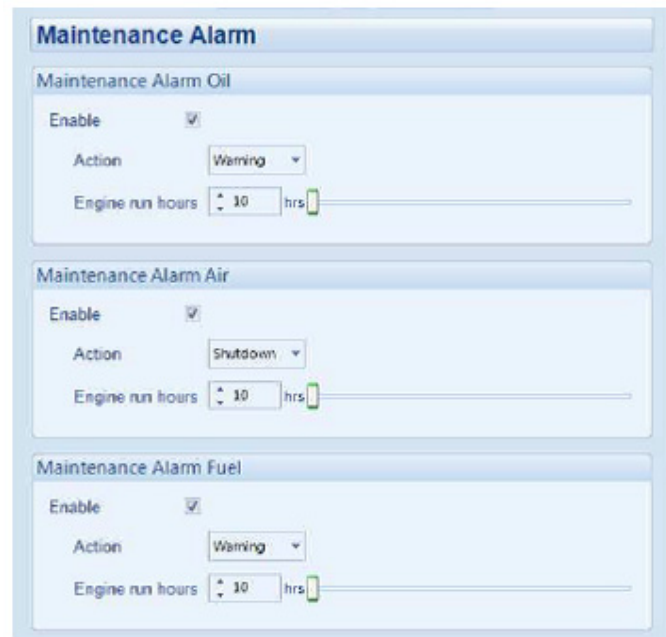 Maintenance Alarm
Maintenance Alarm Oil
Enable
Action Warning
Engine run hours 10 hrs
Maintenance Alarm Air
Enable
Action Shutdown
Engine run hours 10 hrs
Maintenance Alarm Fuel
Enable
Action Warning
Engine run hours 10 hrs